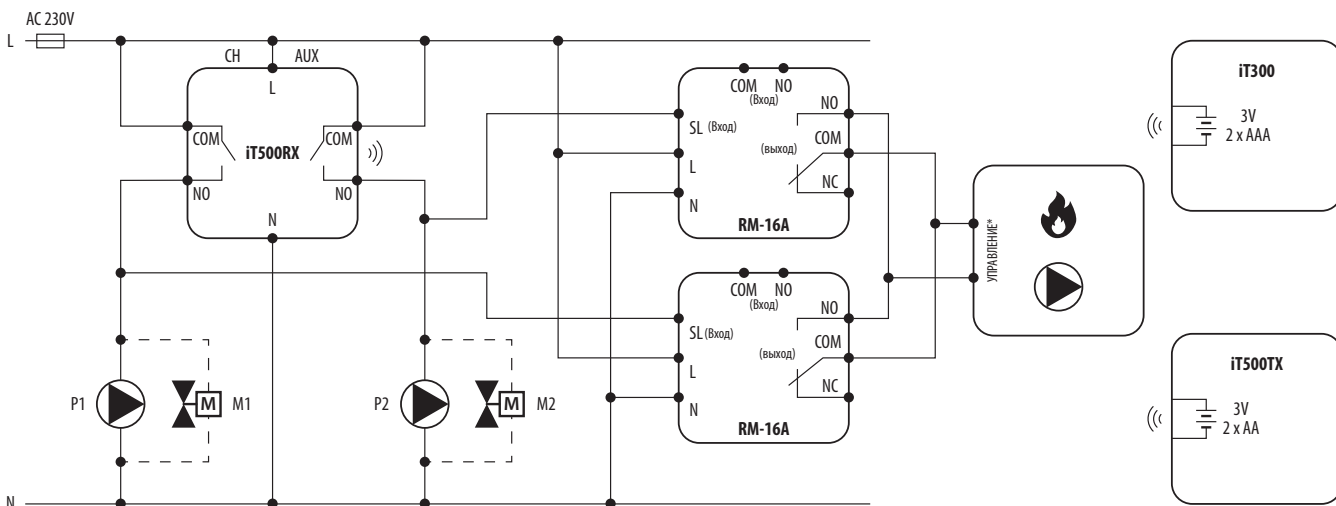 AC 230V
L
CH
AUX
L
COM
iT500RX
COM
NO
NO
N
P1
M
M1
P2
M
M2
N
COM NO
(Вход)
NO
SL (Вход)
COM
(выход)
L
NC
N
RM-16A
COM NO
(Вход)
NO
SL (Вход)
COM
(выход)
L
NC
N
RM-16A
УПРАВЛЕНИЕ*
iT300
3V
2 x AAA
iT500TX
3V
2 x AA